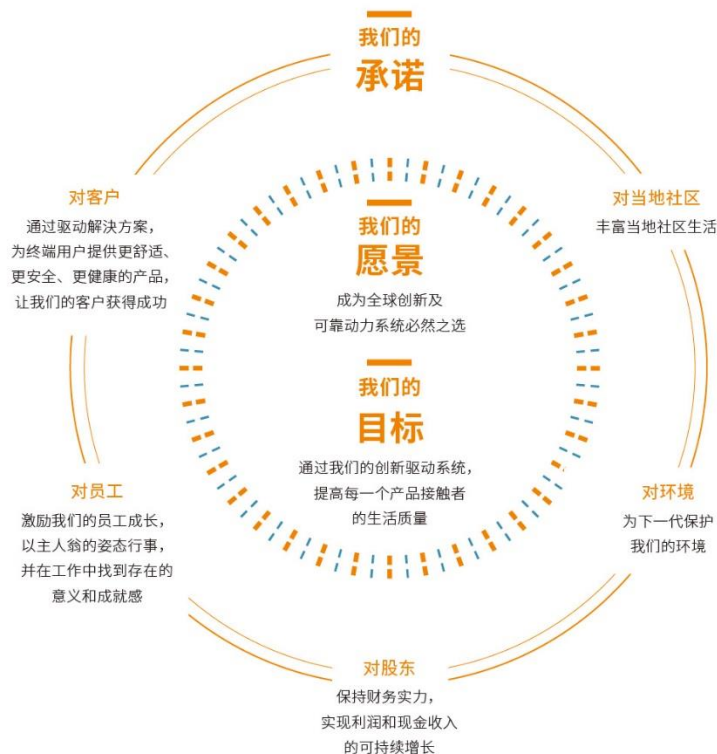 我们的
承诺
对客户
通过驱动解决方案，
为终端用户提供更舒适、
更安全、更健康的产品，
让我们的客户获得成功
对当地社区
丰富当地社区生活
我们的
愿景
成为全球创新及
可靠动力系统必然之选
我们的
目标
通过我们的创新驱动系统，
提高每一个产品接触者
的生活质量
对员工
激励我们的员工成长，
以主人翁的姿态行事，
并在工作中找到存在的
意义和成就感
对环境
为下一代保护
我们的环境
对股东
保持财务实力，
实现利润和现金收入
的可持续增长